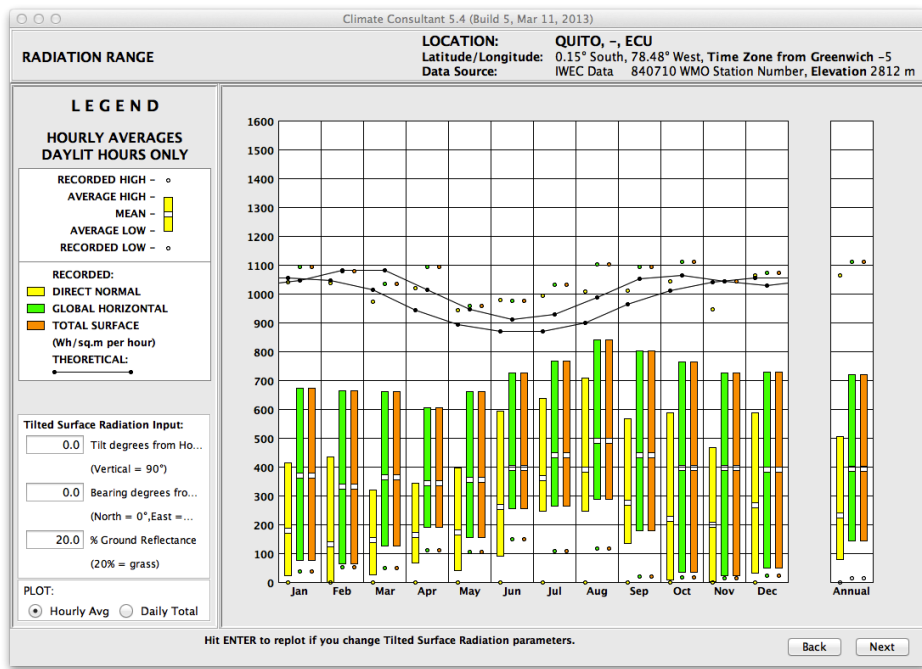 Climate Consultant 5.4 (Build 5, Mar 11, 2013)
RADIATION RANGE
LOCATION: QUITO, -, ECU
Latitude/Longitude: 0.15° South, 78.48° West, Time Zone from Greenwich -5
Data Source: IWEC Data 840710 WMO Station Number, Elevation 2812 m
LEGEND
HOURLY AVERAGES
DAYLIT HOURS ONLY
RECORDED HIGH -
AVERAGE HIGH -
MEAN -
AVERAGE LOW -
RECORDED LOW -
RECORDED:
DIRECT NORMAL
GLOBAL HORIZONTAL
TOTAL SURFACE
(Wh/sq.m per hour)
THEORETICAL:
Tilted Surface Radiation Input:
0.0 Tilt degrees from Ho...
(Vertical = 90°)
0.0 Bearing degrees fro...
(North = 0°,East =...
20.0 % Ground Reflectance
(20% = grass)
PLOT:
Hourly Avg Daily Total
1600
1500
1400
1300
1200
1100
1000
900
800
700
600
500
400
300
200
100
0
Jan Feb Mar Apr May Jun Jul Aug Sep Oct Nov Dec Annual
Hit ENTER to replot if you change Tilted Surface Radiation parameters.
Back Next